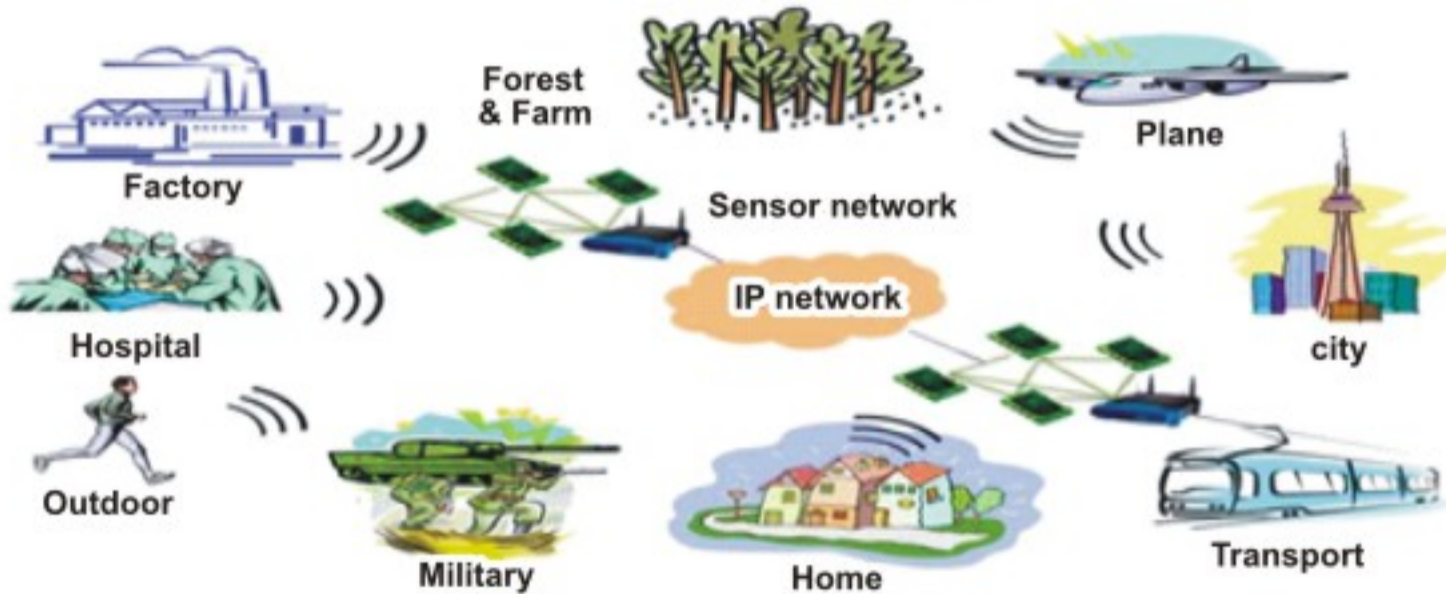 Forest
& Farm
Plane
Factory
Sensor network
IP network
Hospital
city
Outdoor
Military
Home
Transport